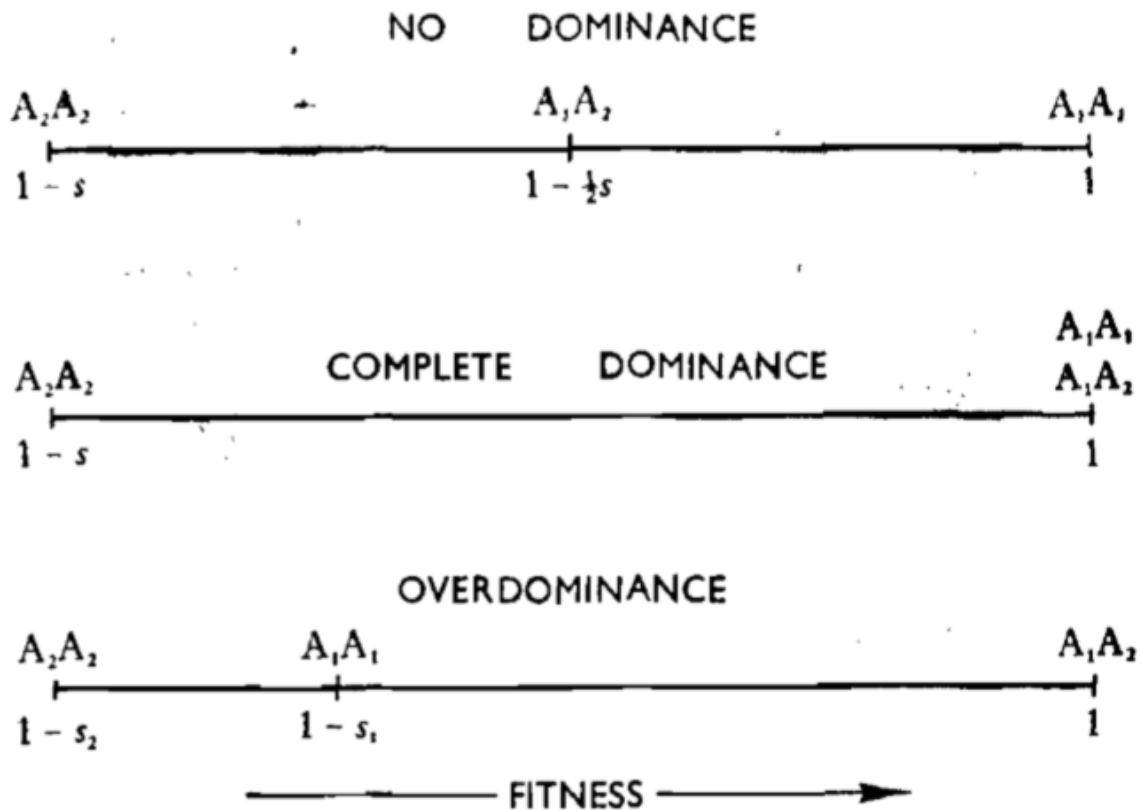 NO DOMINANCE
A₂A₂ A₁A₂ A₁A₁
1 - s 1 - ½s 1
A₁A₁
A₂A₂ COMPLETE DOMINANCE A₁A₂
1 - s 1
OVERDOMINANCE
A₂A₂ A₁A₁ A₁A₂
1 - s₂ 1 - s₁ 1
FITNESS